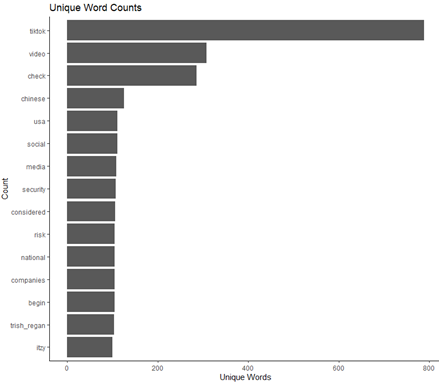 Unique Word Counts
tiktok
video
check
chinese
usa
social
media
security
considered
risk
national
companies
begin
trish_regan
itzy
Count
0 200 400 600 800
Unique Words